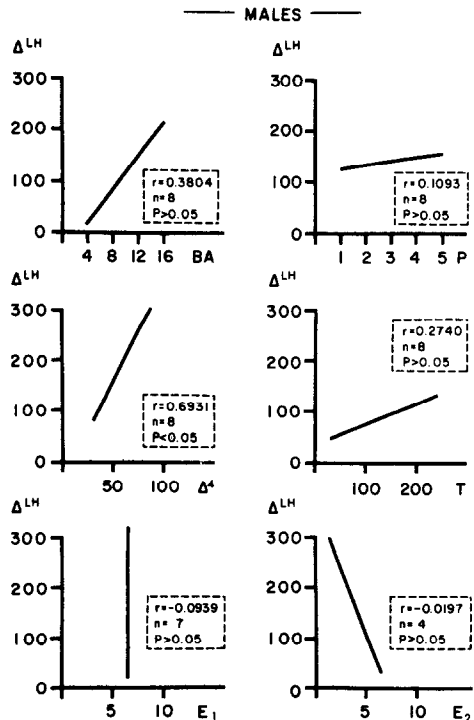 MALES
Δ LH
300
200
100
0
4 8 12 16 BA
r=0.3804
n=8
P>0.05
Δ LH
300
200
100
0
1 2 3 4 5 P
r=0.1093
n=8
P>0.05
Δ LH
300
200
100
0
50 100 Δ⁴
r=0.6931
n=8
P<0.05
Δ LH
300
200
100
0
100 200 T
r=0.2740
n=8
P>0.05
Δ LH
300
200
100
0
5 10 E₁
r=-0.0939
n= 7
P>0.05
Δ LH
300
200
100
0
5 10 E₂
r=-0.0197
n= 4
P>0.05